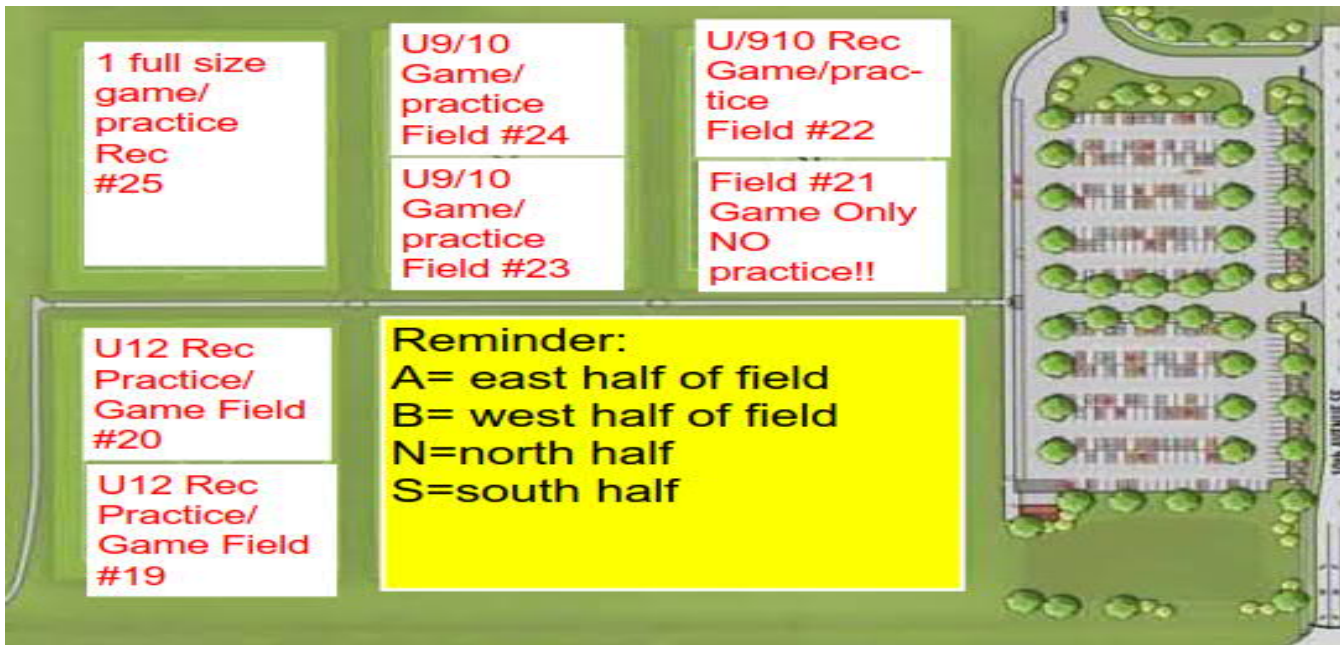 1 full size
game/
practice
Rec
#25
U9/10
Game/
practice
Field #24
U/910 Rec
Game/prac-
tice
Field #22
U9/10
Game/
practice
Field #23
Field #21
Game Only
NO
practice!!
U12 Rec
Practice/
Game Field
#20
U12 Rec
Practice/
Game Field
#19
Reminder:
A= east half of field
B= west half of field
N=north half
S=south half